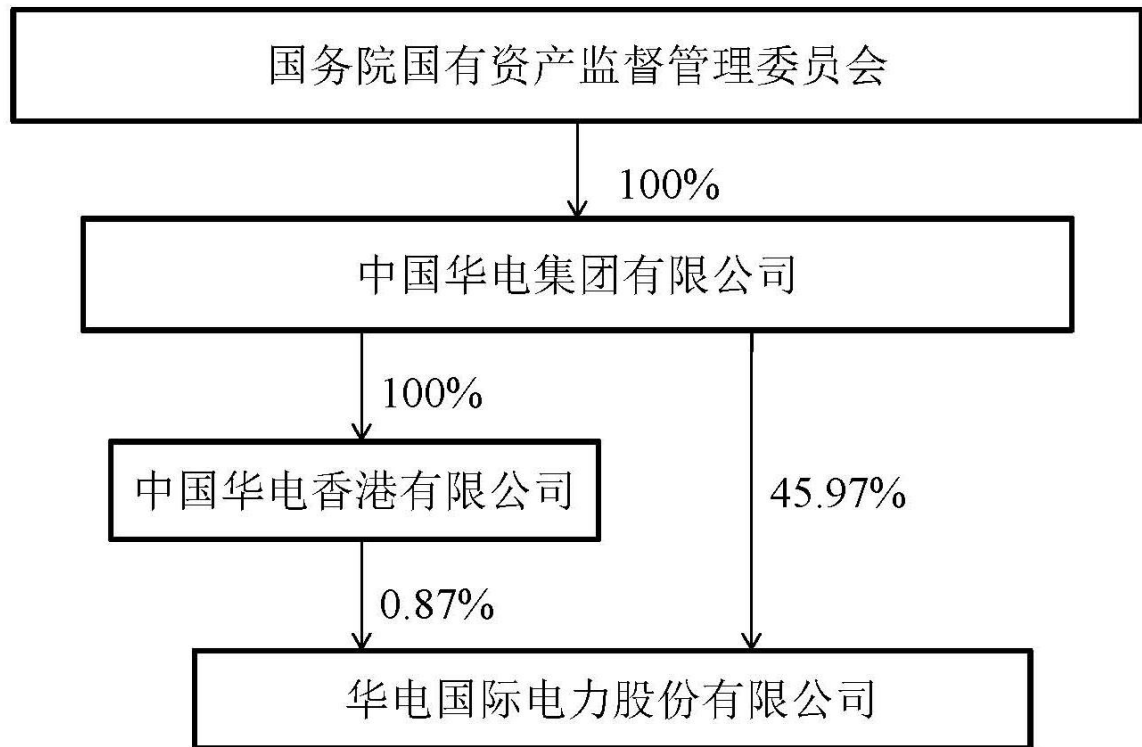 国务院国有资产监督管理委员会
100%
中国华电集团有限公司
100%
中国华电香港有限公司
45.97%
0.87%
华电国际电力股份有限公司